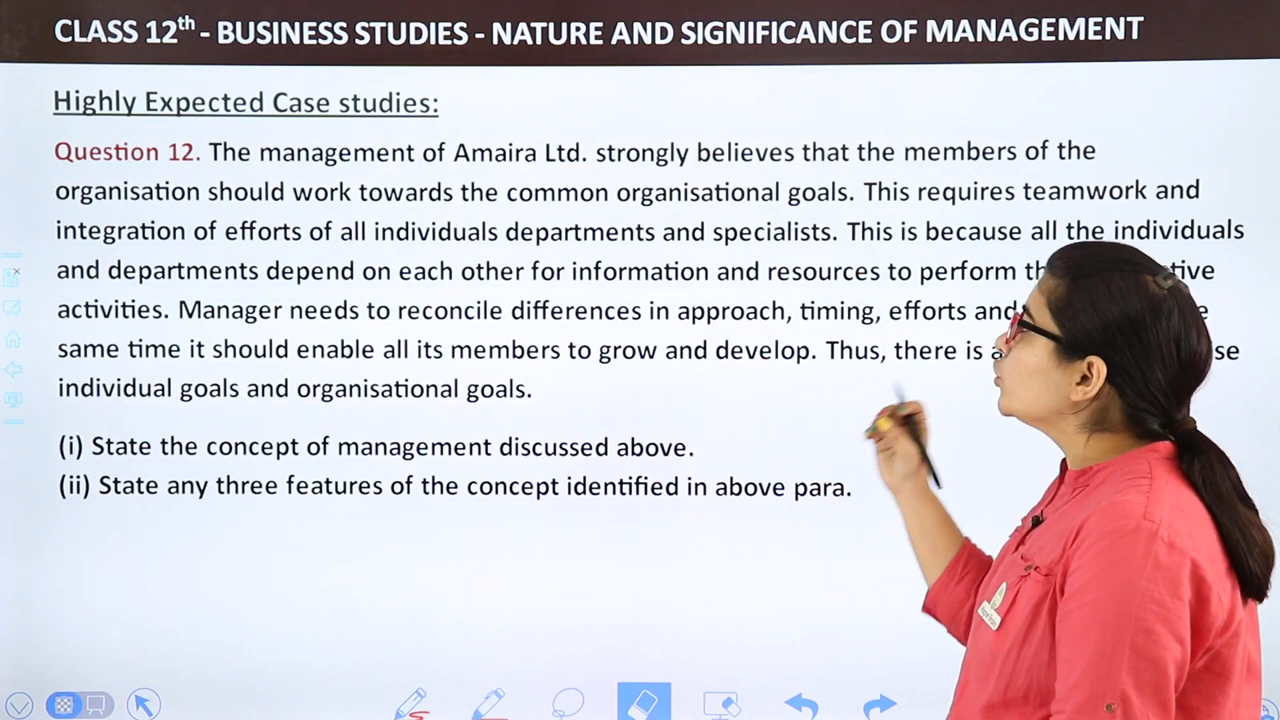 CLASS 12th - BUSINESS STUDIES - NATURE AND SIGNIFICANCE OF MANAGEMENT
Highly Expected Case studies:
Question 12. The management of Amaira Ltd. strongly believes that the members of the
organisation should work towards the common organisational goals. This requires teamwork and
integration of efforts of all individuals departments and specialists. This is because all the individuals
and departments depend on each other for information and resources to perform
activities. Manager needs to reconcile differences in approach, timing, efforts and
same time it should enable all its members to grow and develop. Thus, there is
individual goals and organisational goals.
(i) State the concept of management discussed above.
(ii) State any three features of the concept identified in above para.